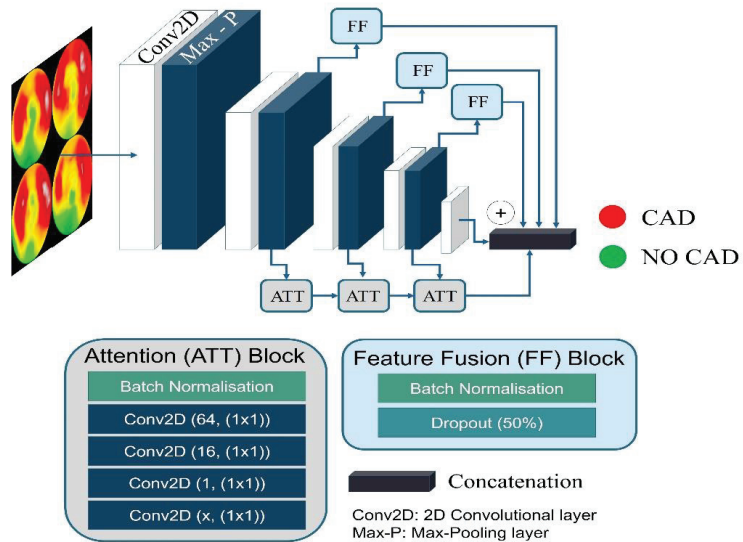 Conv2D
Max - P
FF
FF
FF
+
CAD
NO CAD
ATT
ATT
ATT
Attention (ATT) Block
Batch Normalisation
Conv2D (64, (1x1))
Conv2D (16, (1x1))
Conv2D (1, (1x1))
Conv2D (x, (1x1))
Feature Fusion (FF) Block
Batch Normalisation
Dropout (50%)
Concatenation
Conv2D: 2D Convolutional layer
Max-P: Max-Pooling layer